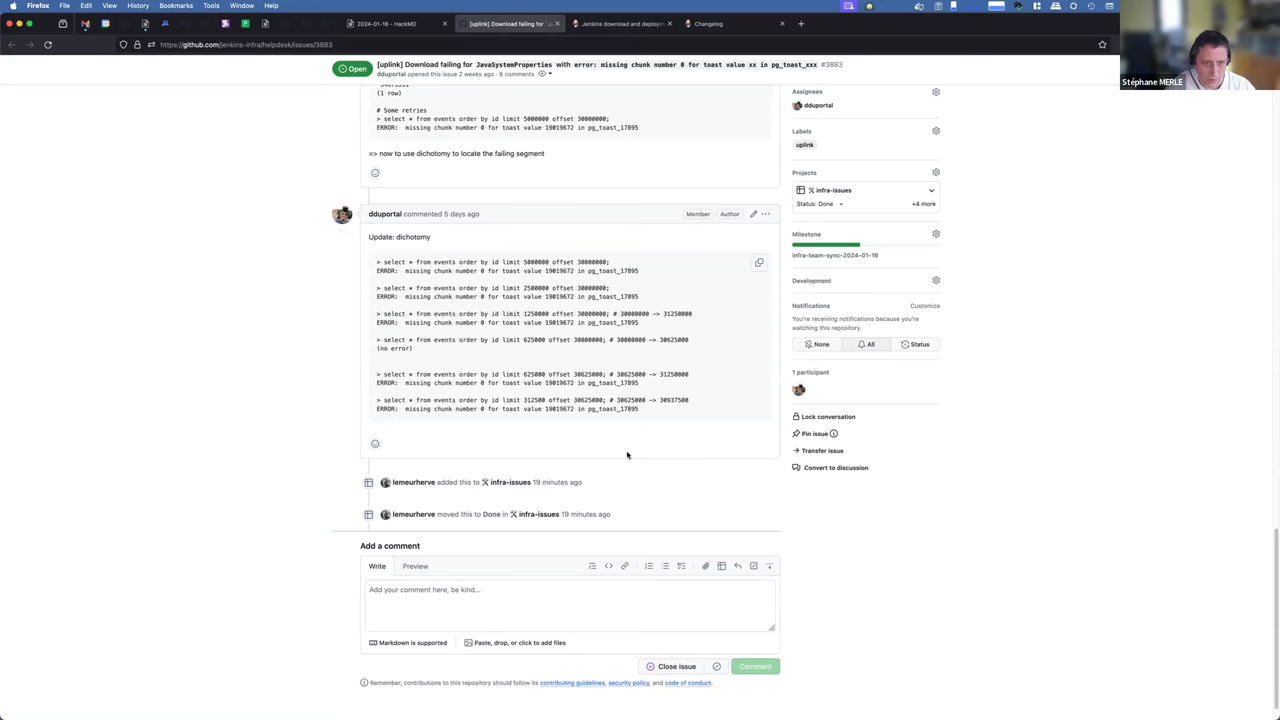 Firefox File Edit View History Bookmarks Tools Window Help
2024-01-16 - HackMD
[uplink] Download failing for `Ja
Jenkins download and deploym
Changelog
https://github.com/jenkins-infra/helpdesk/issues/3883
Open
[uplink] Download failing for JavaSystemProperties with error: missing chunk number 0 for toast value xx in pg_toast_xxx #3883
dduportal opened this issue 2 weeks ago · 8 comments
(1 row)
# Some retries
> select * from events order by id limit 5000000 offset 30000000;
ERROR: missing chunk number 0 for toast value 19019672 in pg_toast_17895
=> now to use dichotomy to locate the failing segment
dduportal commented 5 days ago
Member
Author
Update: dichotomy
> select * from events order by id limit 5000000 offset 30000000;
ERROR: missing chunk number 0 for toast value 19019672 in pg_toast_17895
> select * from events order by id limit 2500000 offset 30000000;
ERROR: missing chunk number 0 for toast value 19019672 in pg_toast_17895
> select * from events order by id limit 1250000 offset 30000000; # 30000000 -> 31250000
ERROR: missing chunk number 0 for toast value 19019672 in pg_toast_17895
> select * from events order by id limit 625000 offset 30000000; # 30000000 -> 30625000
(no error)
> select * from events order by id limit 625000 offset 30625000; # 30625000 -> 31250000
ERROR: missing chunk number 0 for toast value 19019672 in pg_toast_17895
> select * from events order by id limit 312500 offset 30625000; # 30625000 -> 30937500
ERROR: missing chunk number 0 for toast value 19019672 in pg_toast_17895
lemeurherve added this to infra-issues 19 minutes ago
lemeurherve moved this to Done in infra-issues 19 minutes ago
Add a comment
Write
Preview
Add your comment here, be kind...
Markdown is supported
Paste, drop, or click to add files
Close issue
Comment
Remember, contributions to this repository should follow its contributing guidelines, security policy, and code of conduct.
Assignees
dduportal
Labels
uplink
Projects
infra-issues
Status: Done
+4 more
Milestone
infra-team-sync-2024-01-16
Development
Notifications
Customize
You're receiving notifications because you're
watching this repository.
None
All
Status
1 participant
Lock conversation
Pin issue
Transfer issue
Convert to discussion
Stéphane MERLE